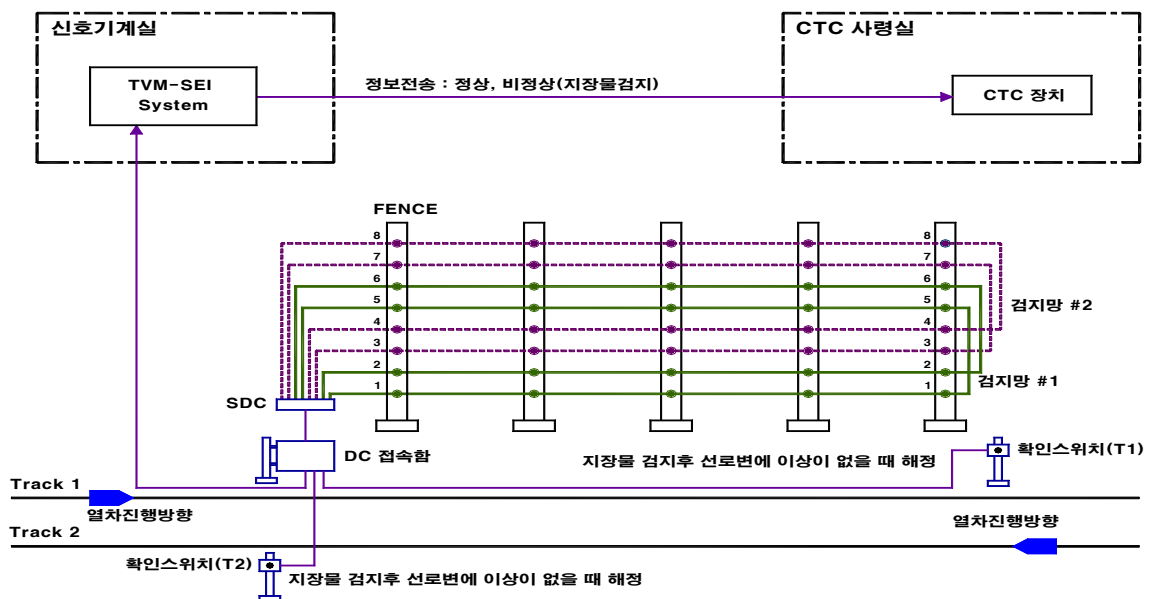 신호기계실
CTC 사령실
TVM-SEI
System
정보전송 : 정상, 비정상(지장물검지)
CTC 장치
FENCE
8
8
7
7
6
6
5
5
검지망 #2
4
4
3
3
2
2
검지망 #1
1
1
SDC
DC 접속함
지장물 검지후 선로변에 이상이 없을 때 해정
확인스위치(T1)
Track 1
열차진행방향
열차진행방향
Track 2
확인스위치(T2)
지장물 검지후 선로변에 이상이 없을 때 해정